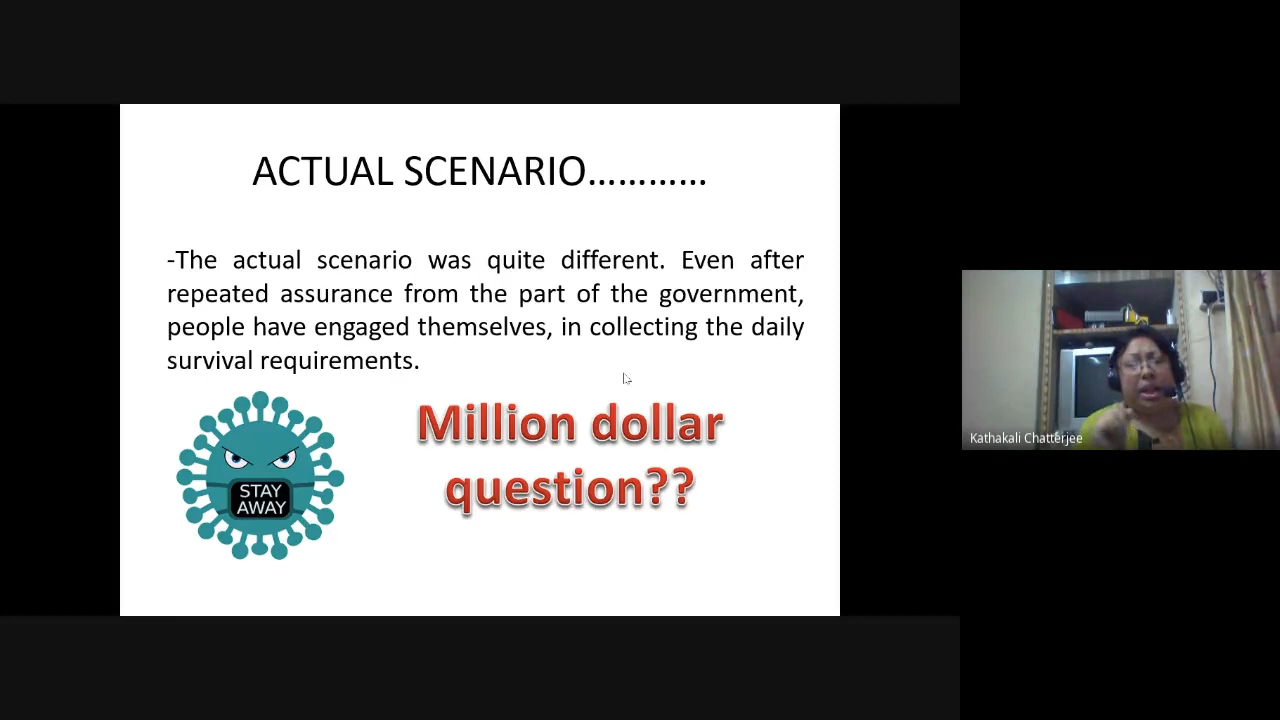 ACTUAL SCENARIO…………
-The actual scenario was quite different. Even after
repeated assurance from the part of the government,
people have engaged themselves, in collecting the daily
survival requirements.
STAY
AWAY
Million dollar
question??
Kathakali Chatterjee